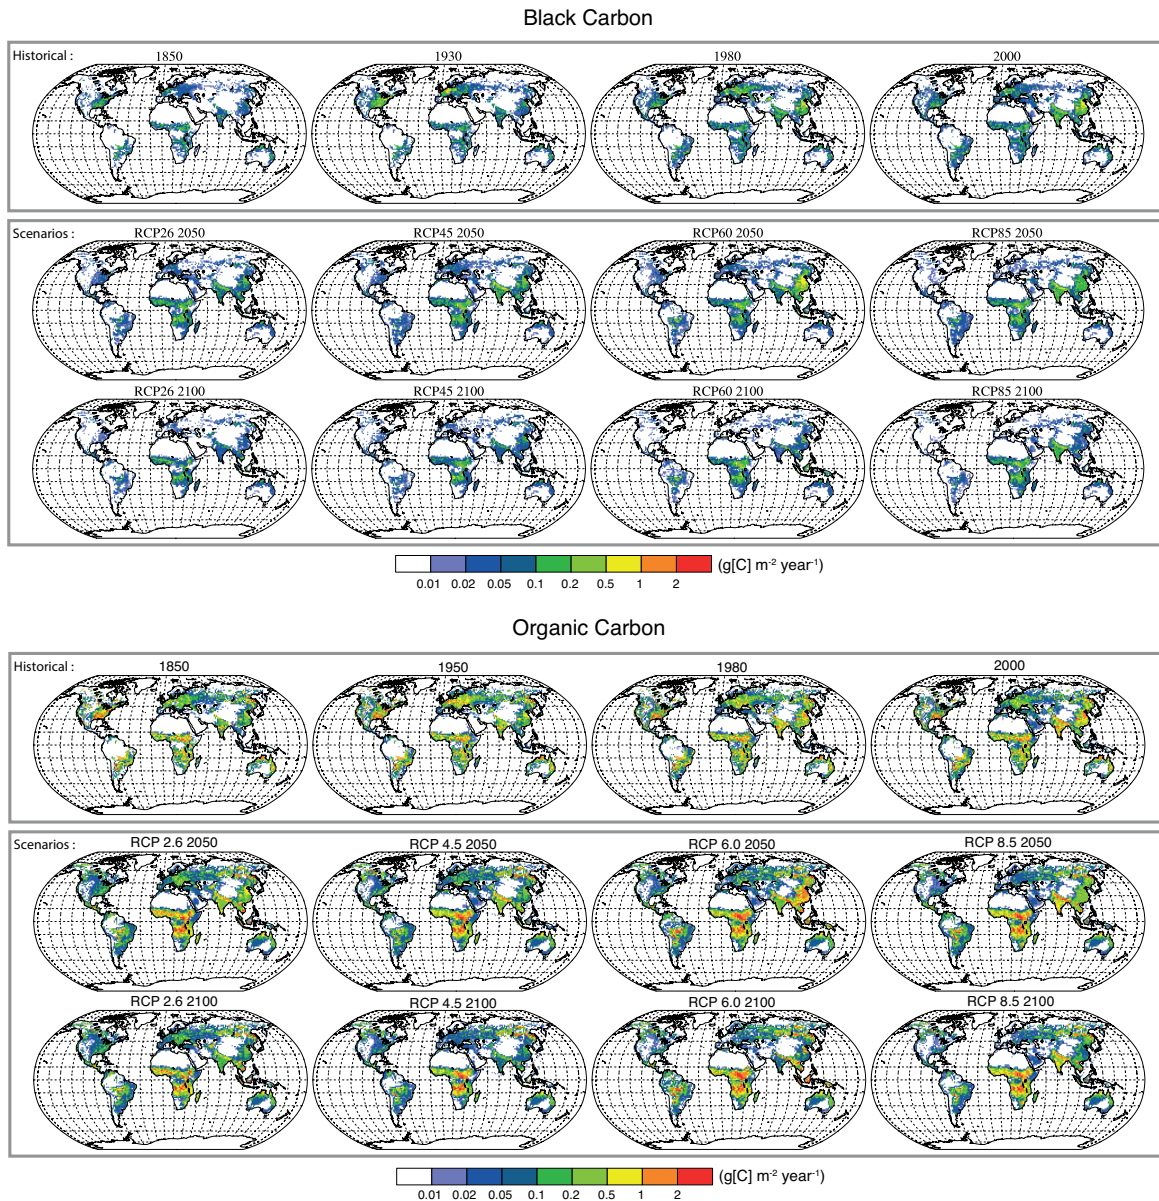 Black Carbon
Historical :
1850 1930 1980 2000
Scenarios :
RCP26 2050 RCP45 2050 RCP60 2050 RCP85 2050
RCP26 2100 RCP45 2100 RCP60 2100 RCP85 2100
0.01 0.02 0.05 0.1 0.2 0.5 1 2 (g[C] m-2 year-1)
Organic Carbon
Historical :
1850 1950 1980 2000
Scenarios :
RCP 2.6 2050 RCP 4.5 2050 RCP 6.0 2050 RCP 8.5 2050
RCP 2.6 2100 RCP 4.5 2100 RCP 6.0 2100 RCP 8.5 2100
0.01 0.02 0.05 0.1 0.2 0.5 1 2 (g[C] m-2 year-1)